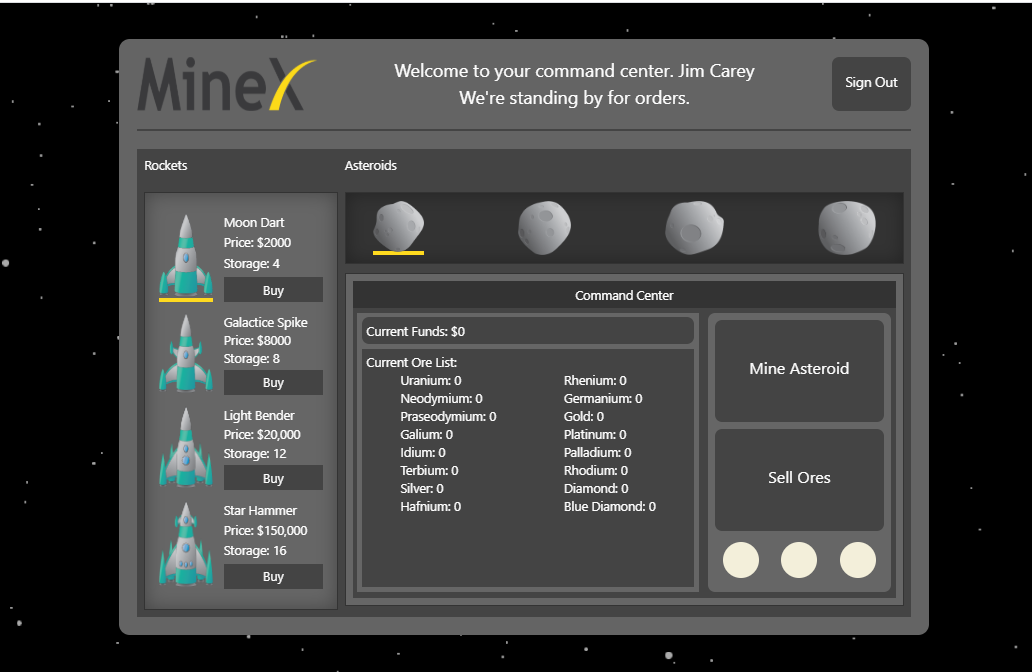 MineX
Welcome to your command center. Jim Carey
We're standing by for orders.
Sign Out
Rockets
Asteroids
Moon Dart
Price: $2000
Storage: 4
Buy
Galactice Spike
Price: $8000
Storage: 8
Buy
Light Bender
Price: $20,000
Storage: 12
Buy
Star Hammer
Price: $150,000
Storage: 16
Buy
Command Center
Current Funds: $0
Current Ore List:
Uranium: 0
Neodymium: 0
Praseodymium: 0
Galium: 0
Idium: 0
Terbium: 0
Silver: 0
Hafnium: 0
Rhenium: 0
Germanium: 0
Gold: 0
Platinum: 0
Palladium: 0
Rhodium: 0
Diamond: 0
Blue Diamond: 0
Mine Asteroid
Sell Ores